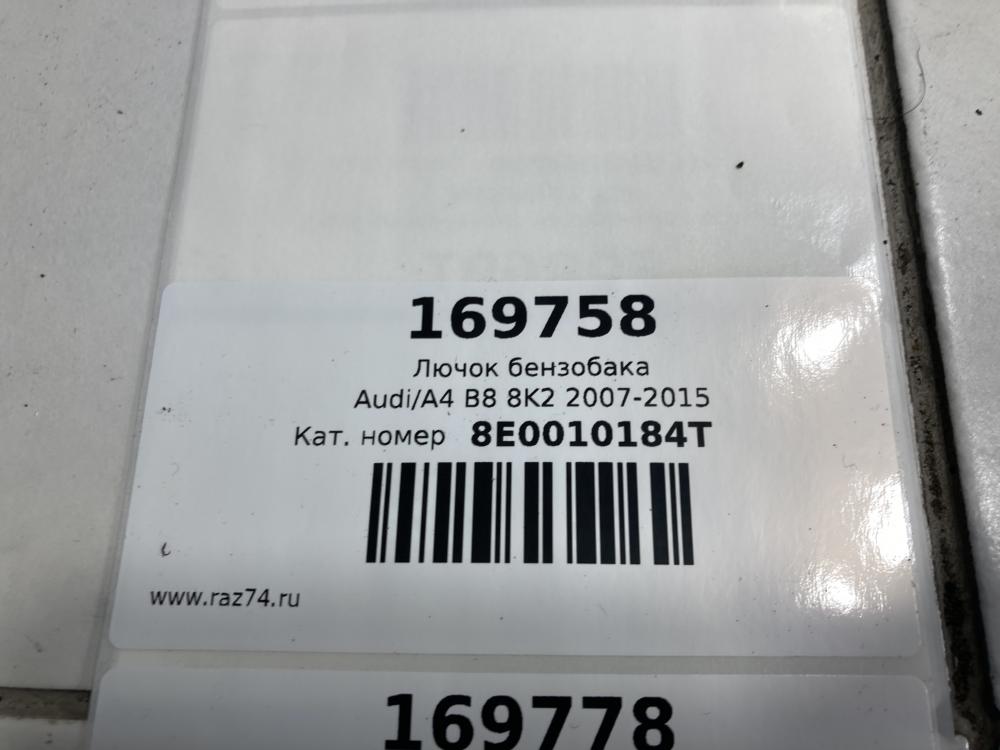 169758
Лючок бензобака
Audi/A4 B8 8K2 2007-2015
Кат. номер 8E0010184T
www.raz74.ru
169778